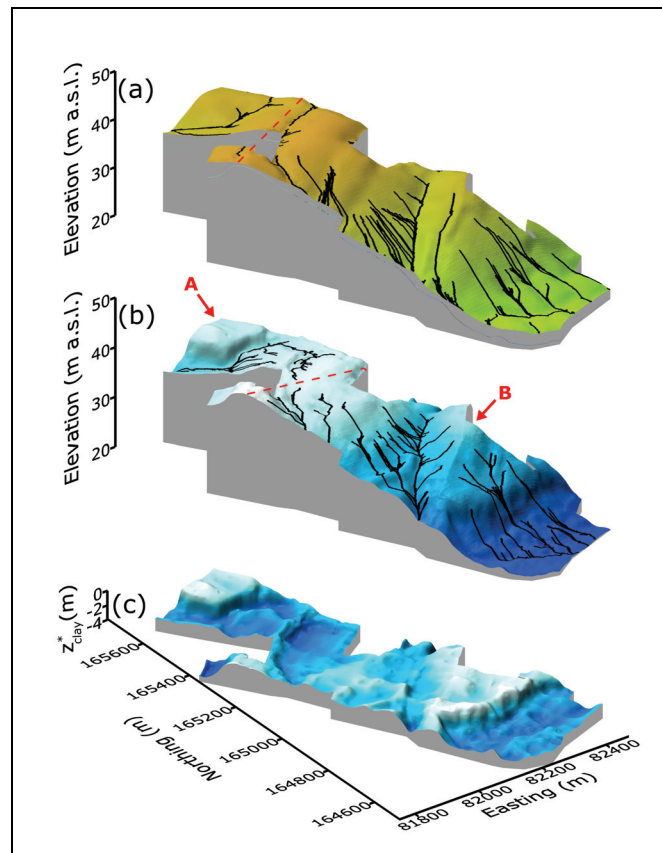 50
(a)
40
30
20
Elevation (m a.s.l.)
A
50
(b)
40
30
20
Elevation (m a.s.l.)
B
(c)
0
-2
-4
z*clay (m)
165600
165400
165200
165000
164800
164600
Northing (m)
81800
82000
82200
82400
Easting (m)